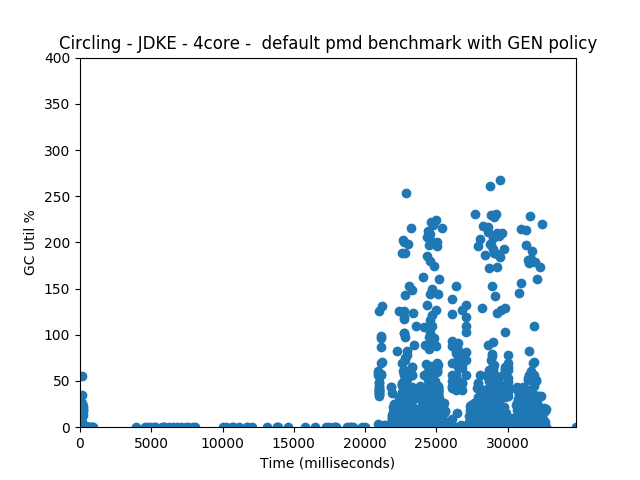 Circling - JDKE - 4core -  default pmd benchmark with GEN policy
400
350
300
250
200
150
100
50
0
GC Util %
0 5000 10000 15000 20000 25000 30000
Time (milliseconds)